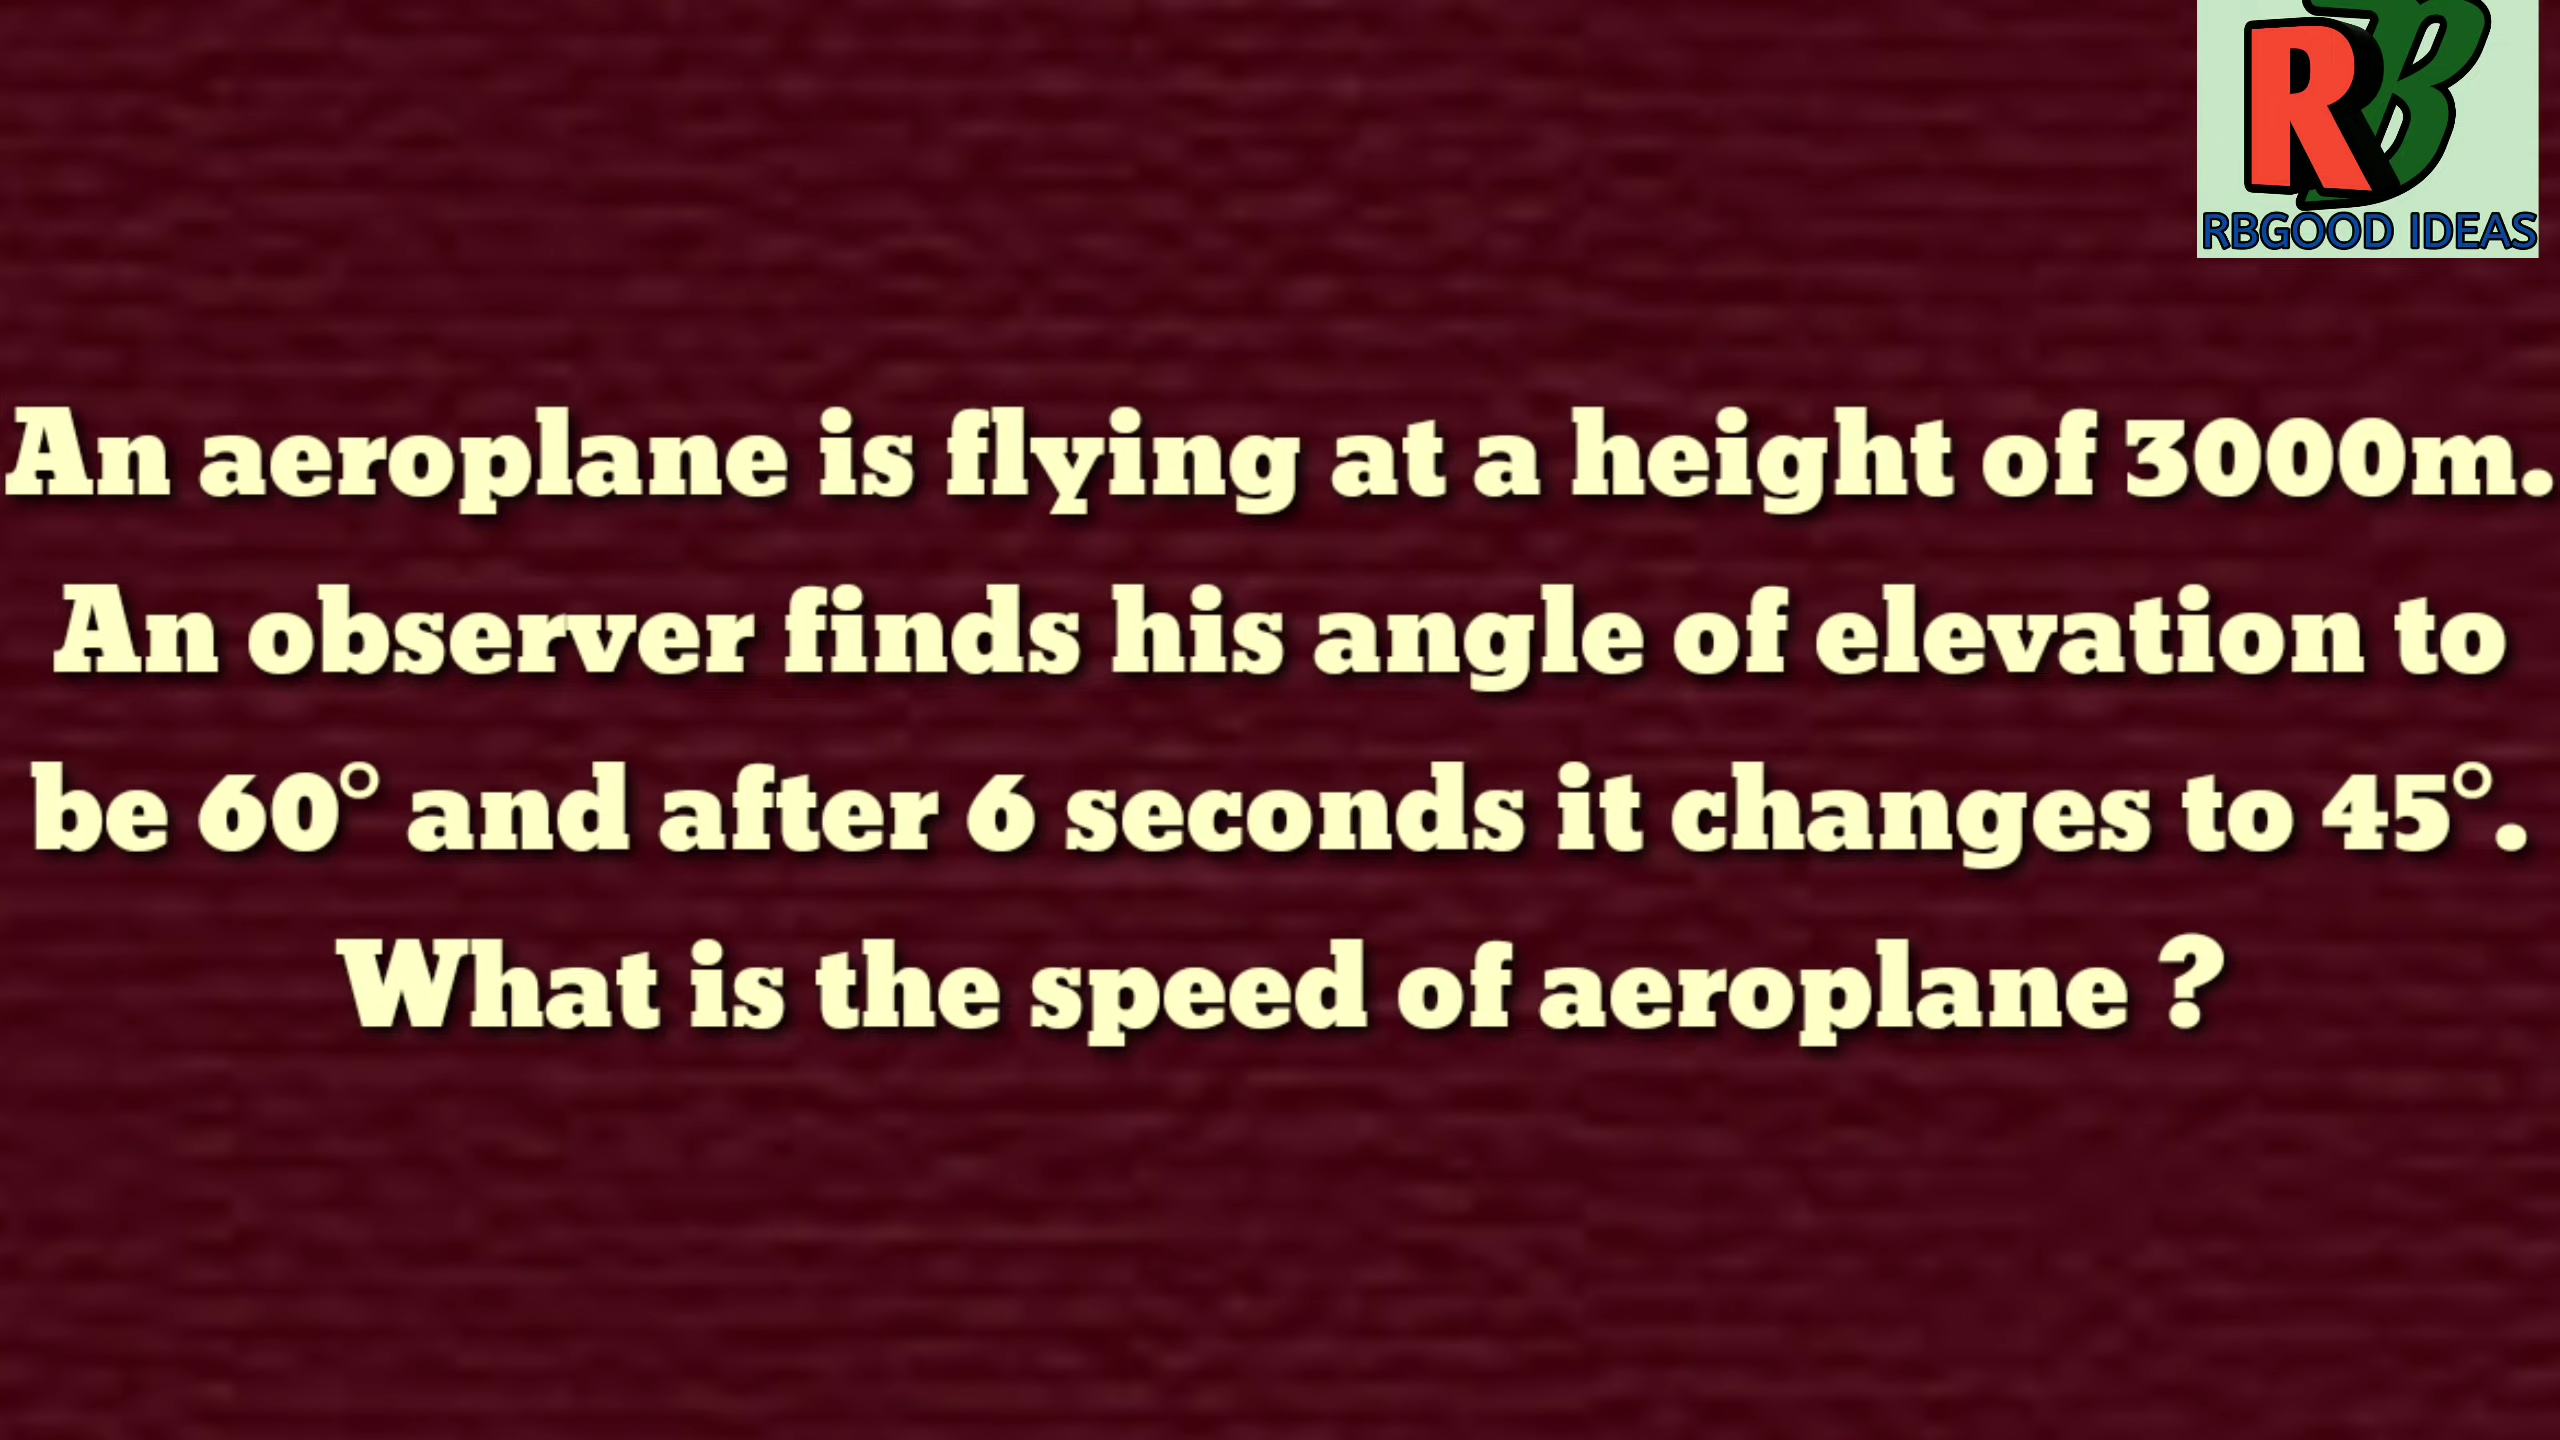 RB
RBGOOD IDEAS
An aeroplane is flying at a height of 3000m.
An observer finds his angle of elevation to
be 60° and after 6 seconds it changes to 45°.
What is the speed of aeroplane ?